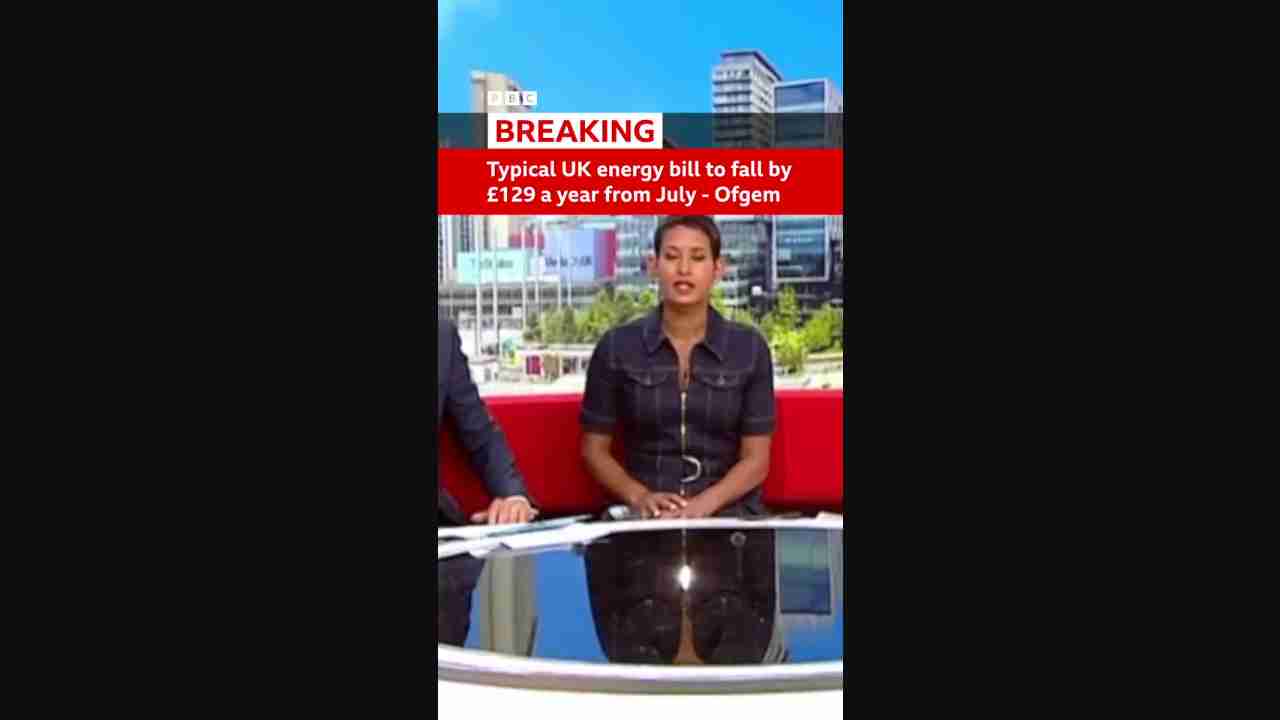 BBC
BREAKING
Typical UK energy bill to fall by
£129 a year from July - Ofgem